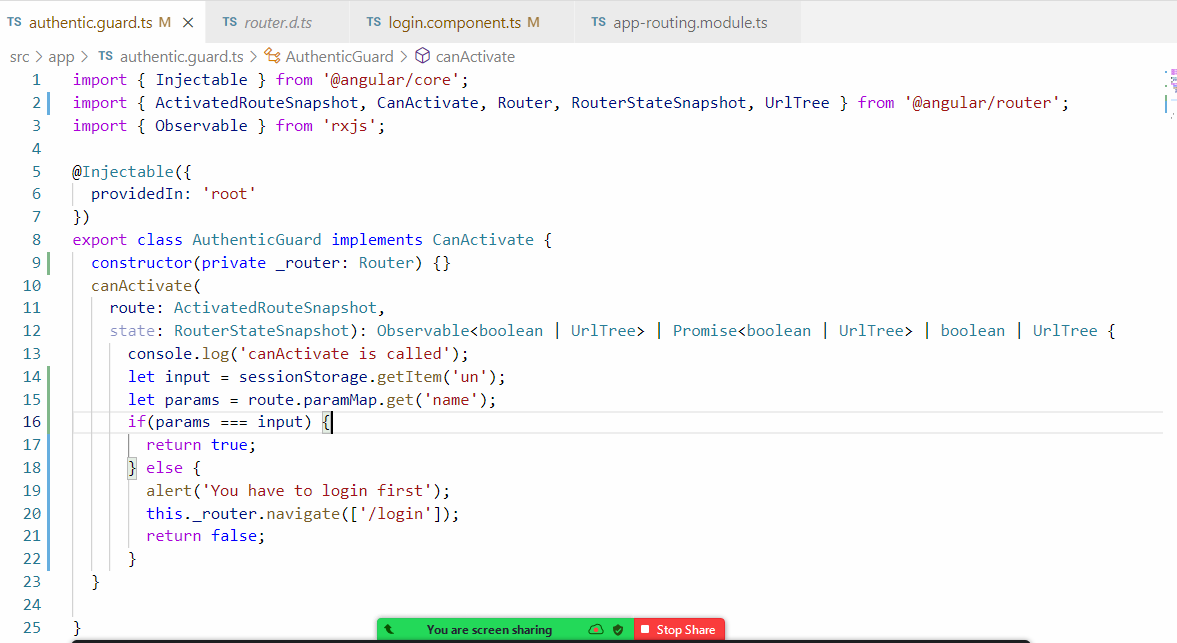 TS authentic.guard.ts M × TS router.d.ts TS login.component.ts M TS app-routing.module.ts
src > app > TS authentic.guard.ts > AuthenticGuard > canActivate
1 import { Injectable } from '@angular/core';
2 import { ActivatedRouteSnapshot, CanActivate, Router, RouterStateSnapshot, UrlTree } from '@angular/router';
3 import { Observable } from 'rxjs';
4
5 @Injectable({
6   providedIn: 'root'
7 })
8 export class AuthenticGuard implements CanActivate {
9   constructor(private _router: Router) {}
10   canActivate(
11     route: ActivatedRouteSnapshot,
12     state: RouterStateSnapshot): Observable<boolean | UrlTree> | Promise<boolean | UrlTree> | boolean | UrlTree {
13       console.log('canActivate is called');
14       let input = sessionStorage.getItem('un');
15       let params = route.paramMap.get('name');
16       if(params === input) {
17         return true;
18       } else {
19         alert('You have to login first');
20         this._router.navigate(['/login']);
21         return false;
22       }
23   }
24
25 }
You are screen sharing Stop Share